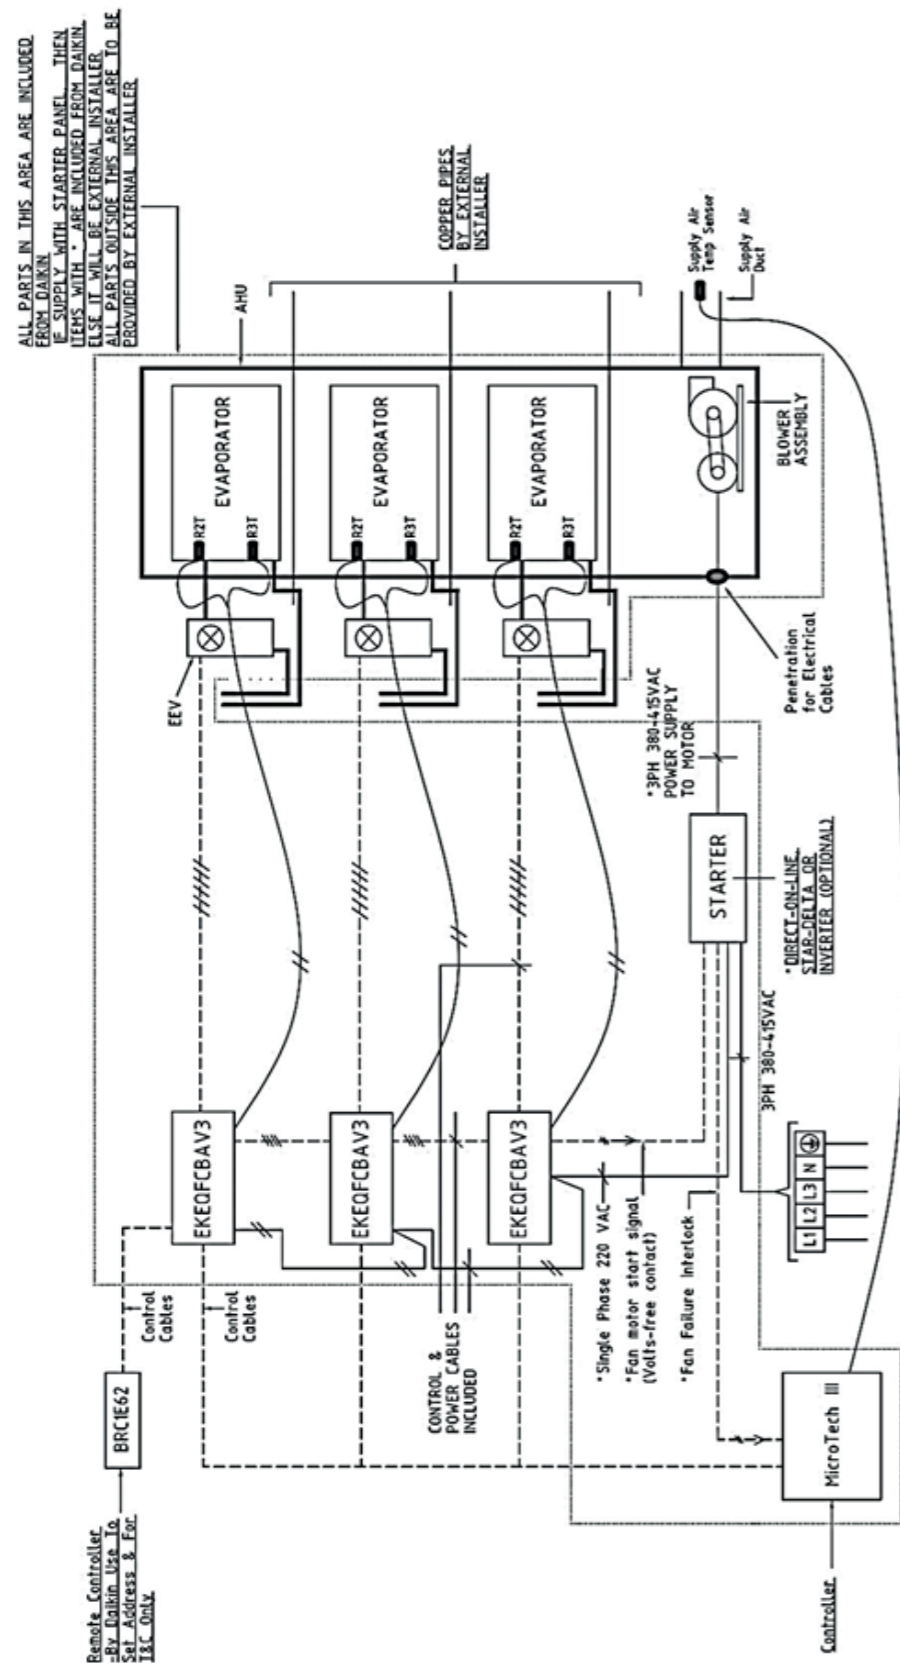 ALL PARTS IN THIS AREA ARE INCLUDED
FROM DAIKIN
IF SUPPLY WITH STARTER PANEL, THEN
ITEMS WITH * ARE INCLUDED FROM DAIKIN,
ELSE IT WILL BE EXTERNAL INSTALLER
ALL PARTS OUTSIDE THIS AREA ARE TO BE
PROVIDED BY EXTERNAL INSTALLER
AHU
COPPER PIPES
BY EXTERNAL
INSTALLER
Supply Air
Temp Sensor
Supply Air
Duct
EVAPORATOR
R2T
R3T
EVAPORATOR
R2T
R3T
EVAPORATOR
R2T
R3T
BLOWER
ASSEMBLY
EEV
Penetration
for Electrical
Cables
*3PH 380-415VAC
POWER SUPPLY
TO MOTOR
STARTER
*DIRECT-ON-LINE,
STAR-DELTA OR
INVERTER (OPTIONAL)
3PH 380-415VAC
EKEQFCBAV3
EKEQFCBAV3
EKEQFCBAV3
L1 L2 L3 N
*Single Phase 220 VAC
*Fan motor start signal
(Volts-free contact)
*Fan Failure Interlock
Control
Cables
Control
Cables
CONTROL &
POWER CABLES
INCLUDED
BRC1E62
MicroTech III
Remote Controller
-By Daikin Use To
Set Address & For
T&C Only
Controller